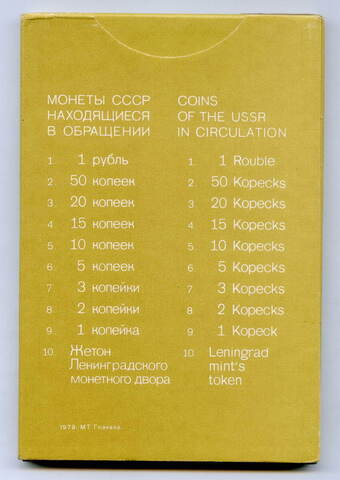 МОНЕТЫ СССР
НАХОДЯЩИЕСЯ
В ОБРАЩЕНИИ
1. 1 рубль
2. 50 копеек
3. 20 копеек
4. 15 копеек
5. 10 копеек
6. 5 копеек
7. 3 копейки
8. 2 копейки
9. 1 копейка
10. Жетон
Ленинградского
монетного двора
COINS
OF THE USSR
IN CIRCULATION
1. 1 Rouble
2. 50 Kopecks
3. 20 Kopecks
4. 15 Kopecks
5. 10 Kopecks
6. 5 Kopecks
7. 3 Kopecks
8. 2 Kopecks
9. 1 Kopeck
10. Leningrad
mint's
token
1979. МТ Гознака.